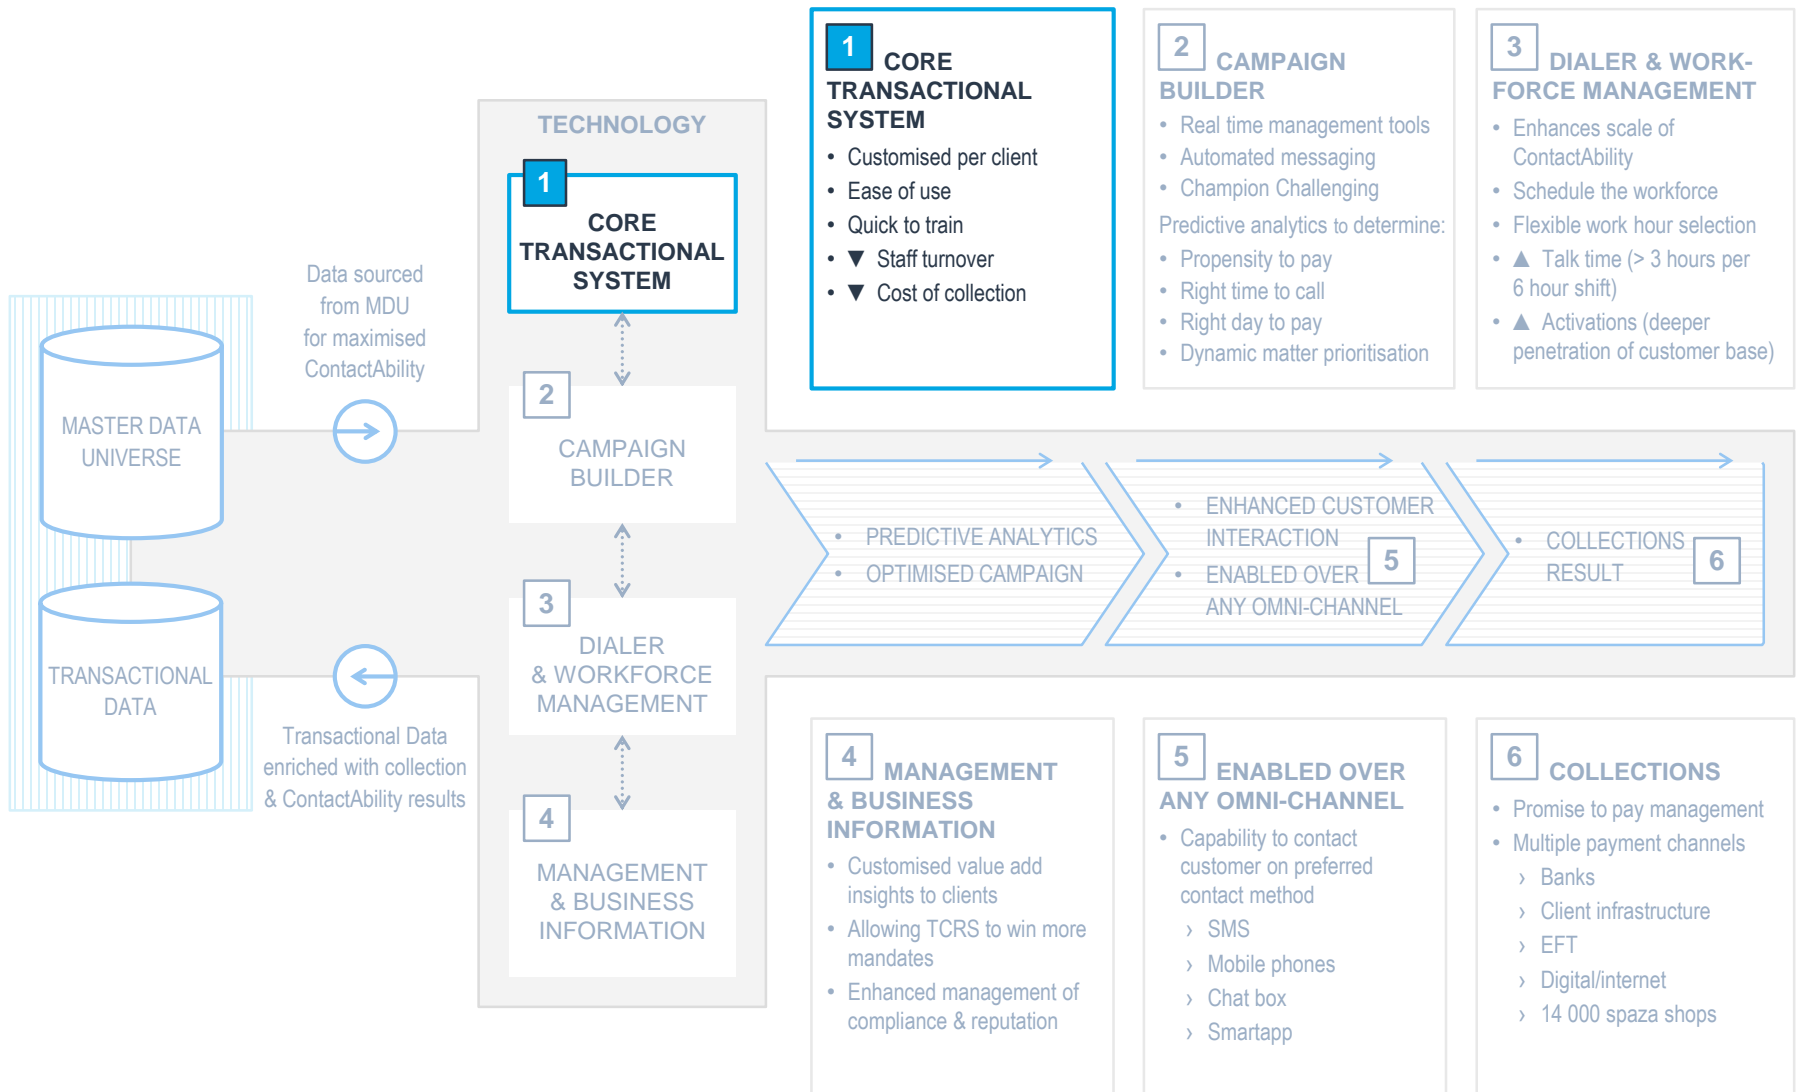 1 CORE
TRANSACTIONAL
SYSTEM
• Customised per client
• Ease of use
• Quick to train
• ▼ Staff turnover
• ▼ Cost of collection
2 CAMPAIGN
BUILDER
• Real time management tools
• Automated messaging
• Champion Challenging
Predictive analytics to determine:
• Propensity to pay
• Right time to call
• Right day to pay
• Dynamic matter prioritisation
3 DIALER & WORK-
FORCE MANAGEMENT
• Enhances scale of
ContactAbility
• Schedule the workforce
• Flexible work hour selection
• ▲ Talk time (> 3 hours per
6 hour shift)
• ▲ Activations (deeper
penetration of customer base)
TECHNOLOGY
1
CORE
TRANSACTIONAL
SYSTEM
2
CAMPAIGN
BUILDER
3
DIALER
& WORKFORCE
MANAGEMENT
4
MANAGEMENT
& BUSINESS
INFORMATION
Data sourced
from MDU
for maximised
ContactAbility
MASTER DATA
UNIVERSE
TRANSACTIONAL
DATA
Transactional Data
enriched with collection
& ContactAbility results
• PREDICTIVE ANALYTICS
• OPTIMISED CAMPAIGN
• ENHANCED CUSTOMER
INTERACTION
• ENABLED OVER
ANY OMNI-CHANNEL
5
• COLLECTIONS
RESULT
6
4 MANAGEMENT
& BUSINESS
INFORMATION
• Customised value add
insights to clients
• Allowing TCRS to win more
mandates
• Enhanced management of
compliance & reputation
5 ENABLED OVER
ANY OMNI-CHANNEL
• Capability to contact
customer on preferred
contact method
› SMS
› Mobile phones
› Chat box
› Smartapp
6 COLLECTIONS
• Promise to pay management
• Multiple payment channels
› Banks
› Client infrastructure
› EFT
› Digital/internet
› 14 000 spaza shops